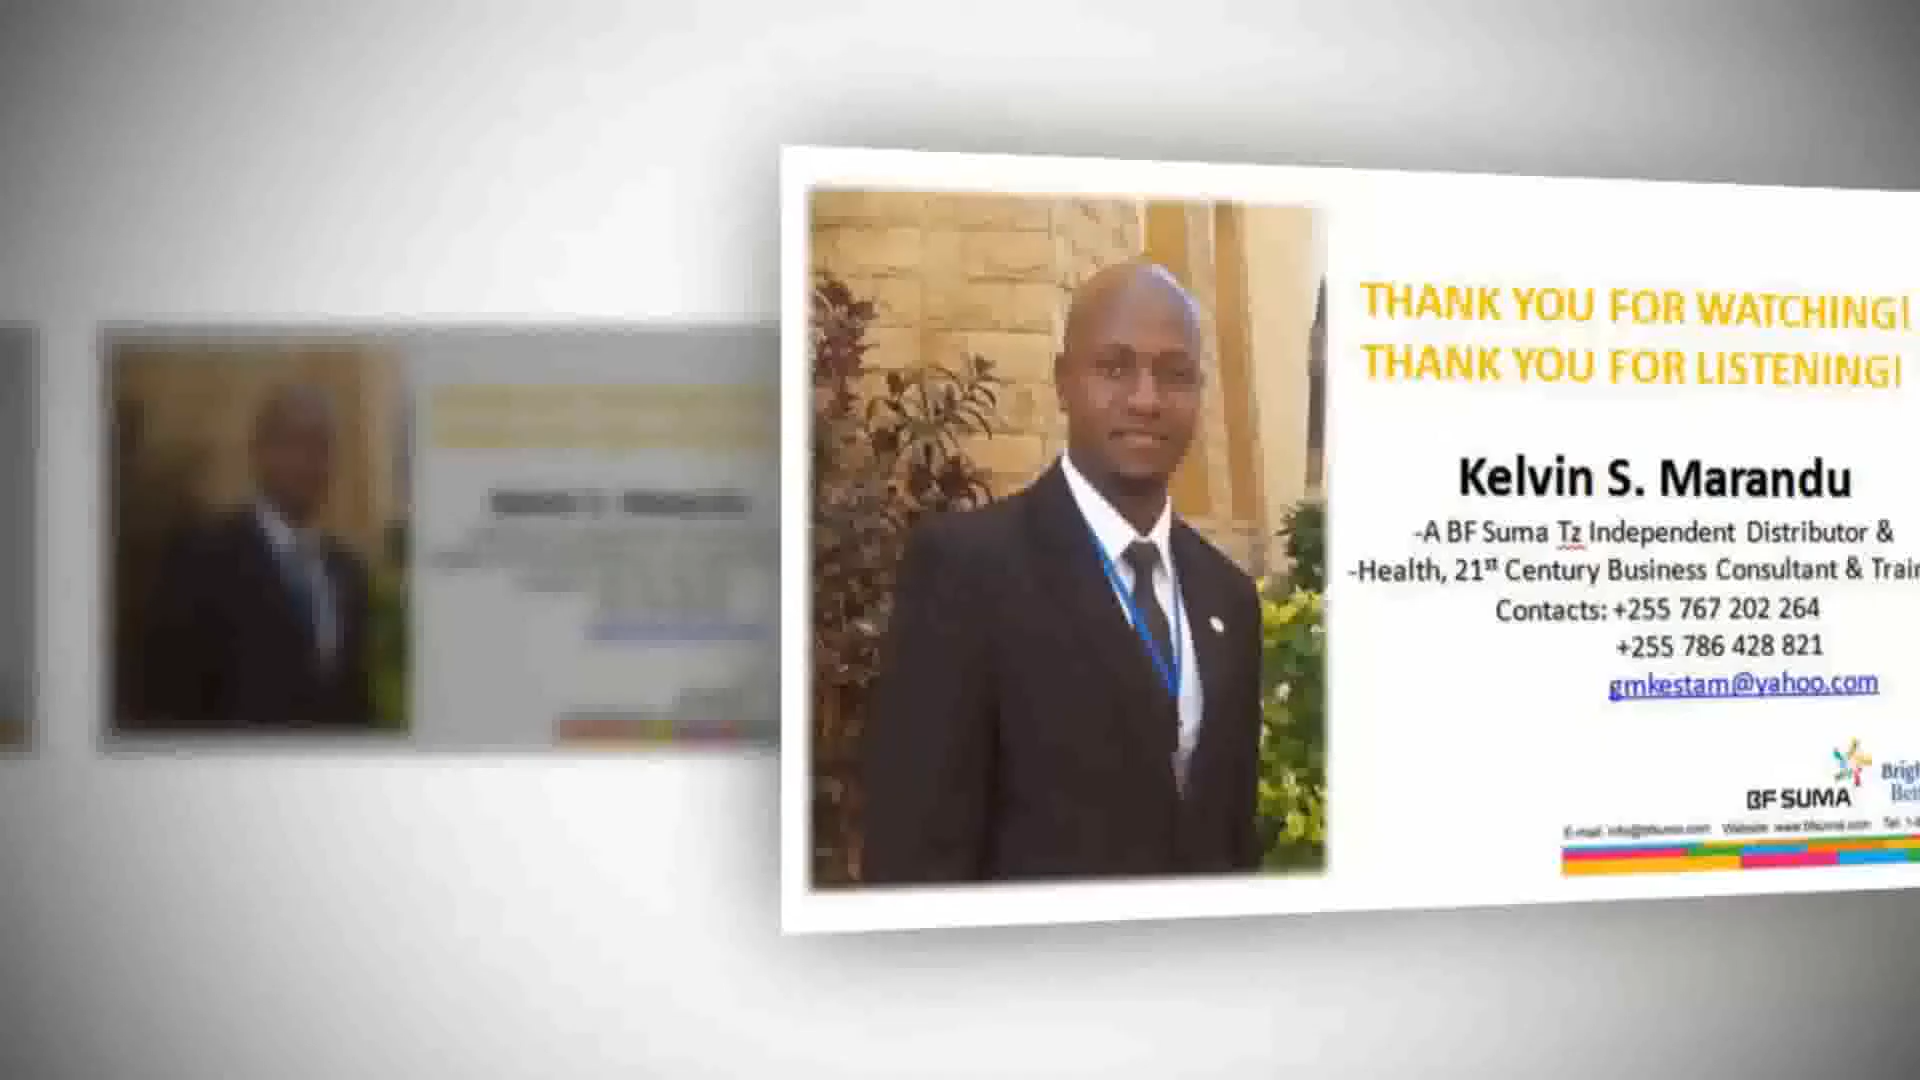 THANK YOU FOR WATCHING!
THANK YOU FOR LISTENING!
Kelvin S. Marandu
-A BF Suma Tz Independent Distributor &
-Health, 21st Century Business Consultant &
Contacts: +255 767 202 264
+255 786 428 821
gmkestam@yahoo.com
BF SUMA